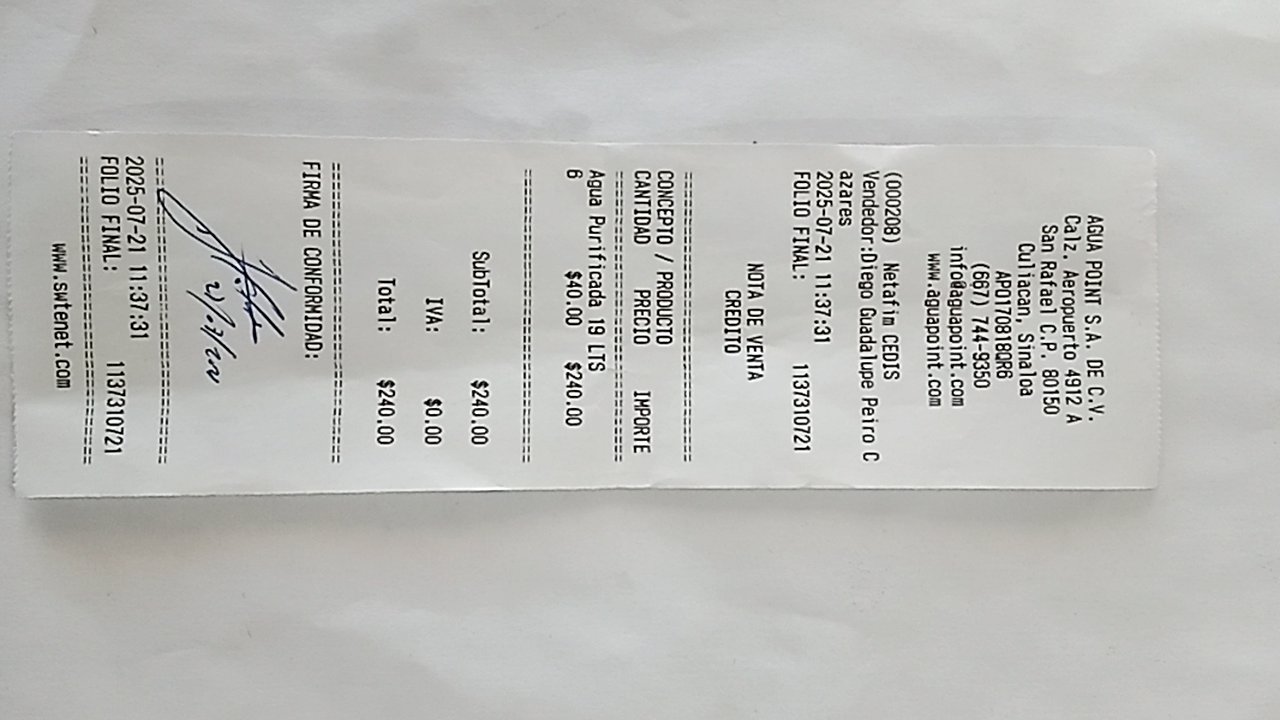 AGUA POINT S.A. DE C.V.
Calz. Aeropuerto 4912 A
San Rafael C.P. 80150
Culiacan, Sinaloa
APO170818QR6
(667) 744-9350
info@aguapoint.com
www.aguapoint.com
(000208) Netafim CEDIS
Vendedor:Diego Guadalupe Peiro C
azares
2025-07-21 11:37:31
FOLIO FINAL: 1137310721
NOTA DE VENTA
CREDITO
================================
CONCEPTO / PRODUCTO
CANTIDAD PRECIO IMPORTE
================================
Agua Purificada 19 LTS
6 $40.00 $240.00
================================
SubTotal: $240.00
IVA: $0.00
Total: $240.00
================================
FIRMA DE CONFORMIDAD:
================================
2025-07-21 11:37:31
FOLIO FINAL: 1137310721
================================
www.swtenet.com